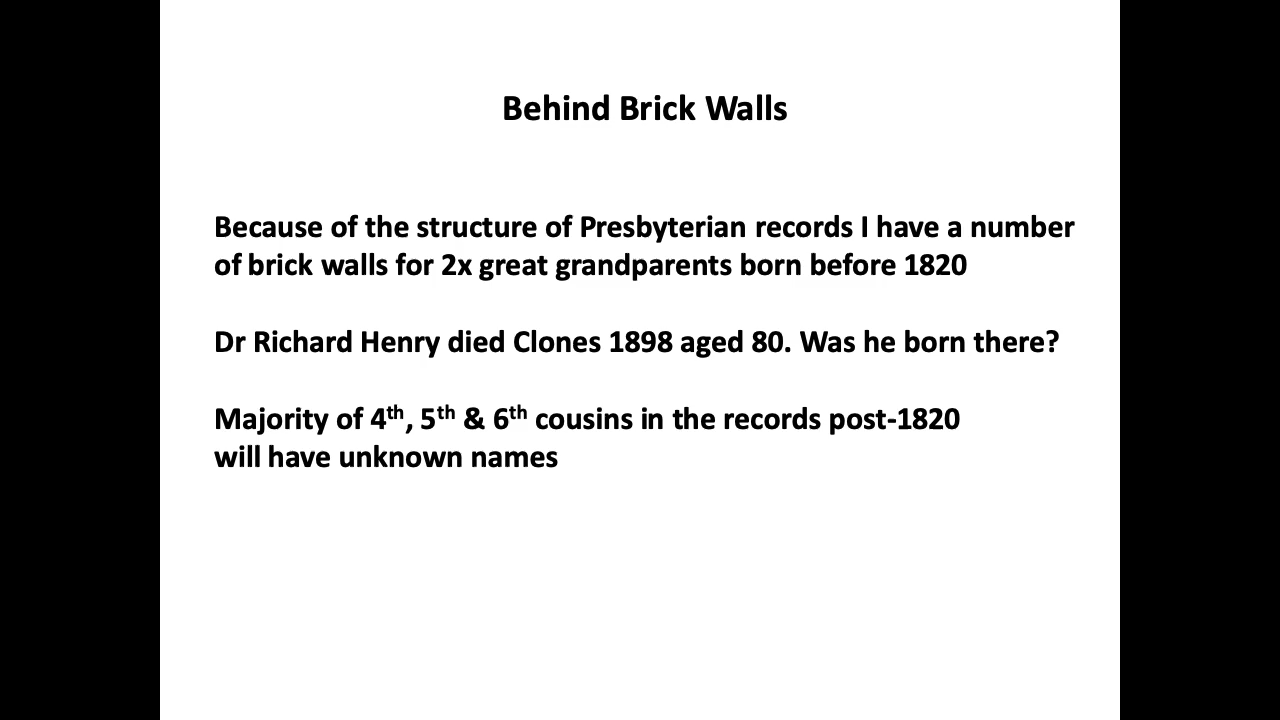 Behind Brick Walls
Because of the structure of Presbyterian records I have a number
of brick walls for 2x great grandparents born before 1820
Dr Richard Henry died Clones 1898 aged 80. Was he born there?
Majority of 4th, 5th & 6th cousins in the records post-1820
will have unknown names